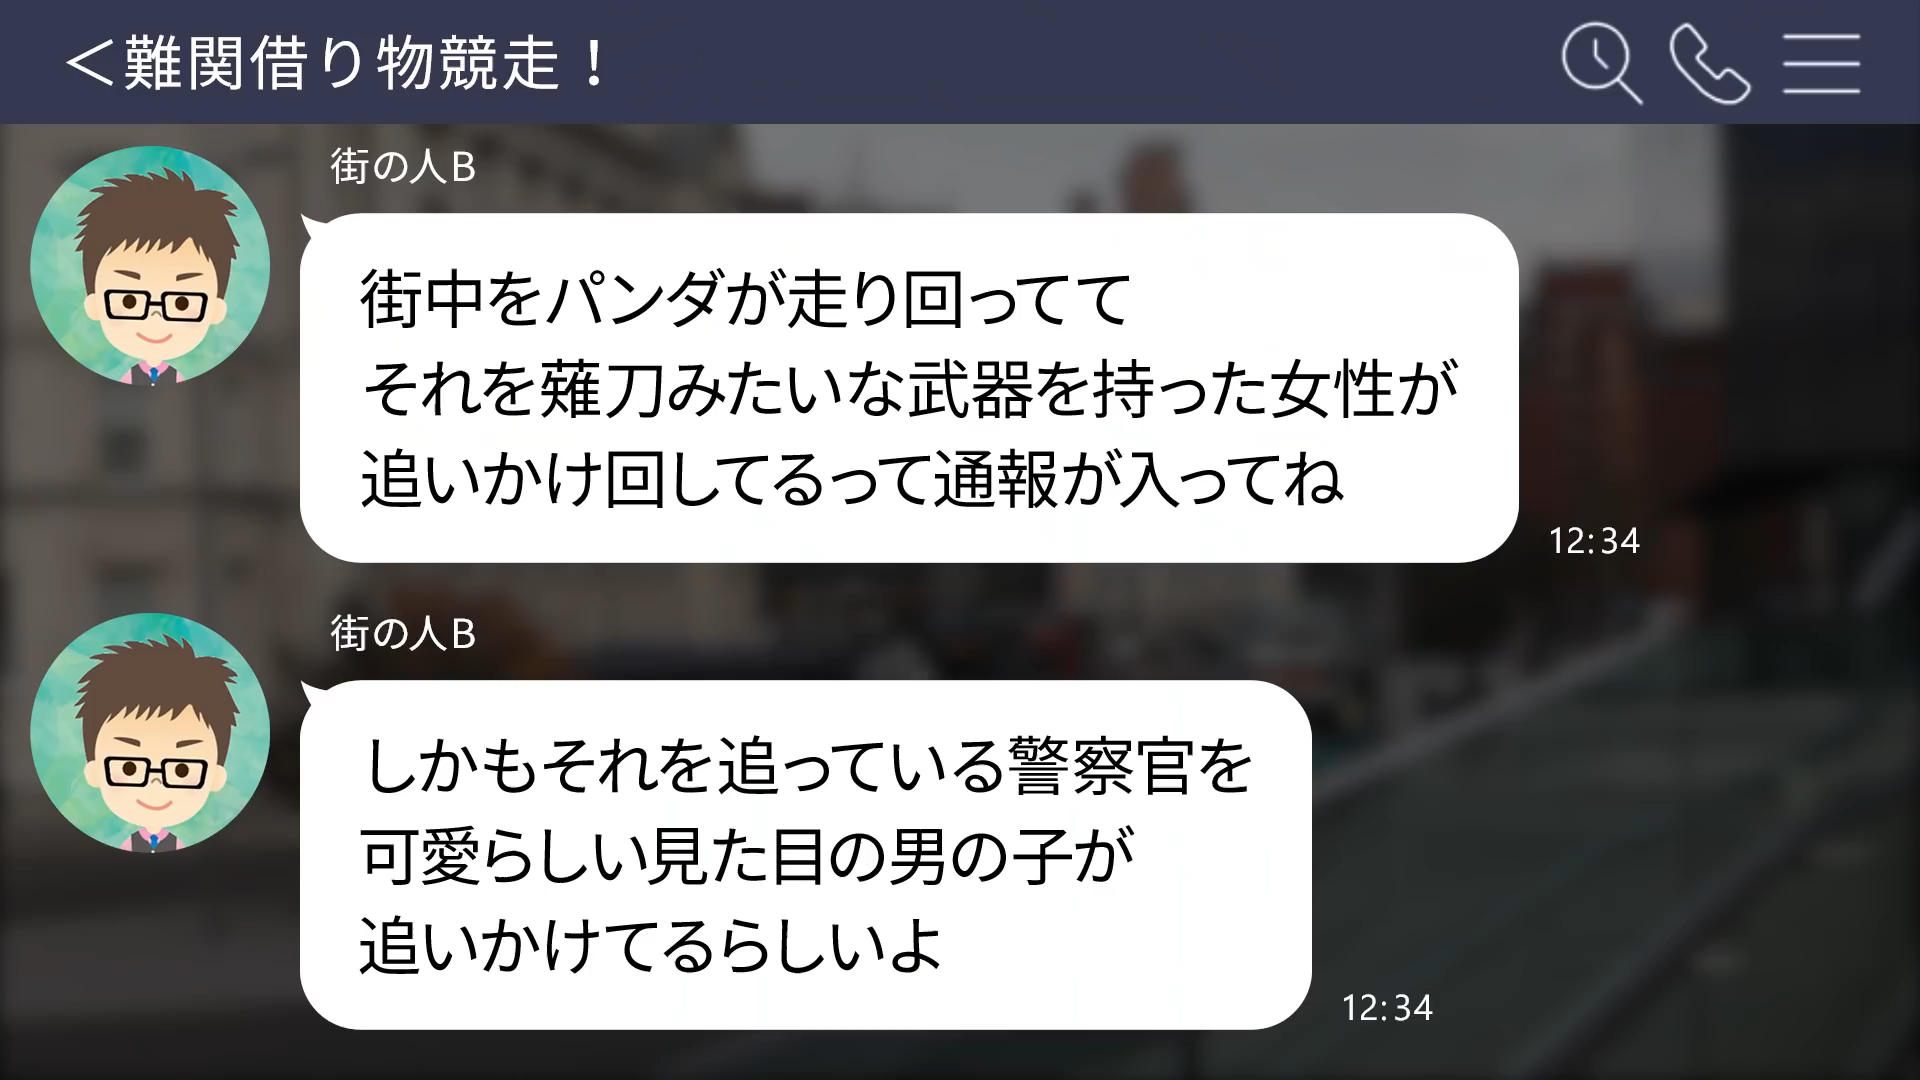 ＜難関借り物競走！
街の人B
街中をパンダが走り回ってて
それを薙刀みたいな武器を持った女性が
追いかけ回してるって通報が入ってね
12:34
街の人B
しかもそれを追っている警察官を
可愛らしい見た目の男の子が
追いかけてるらしいよ
12:34